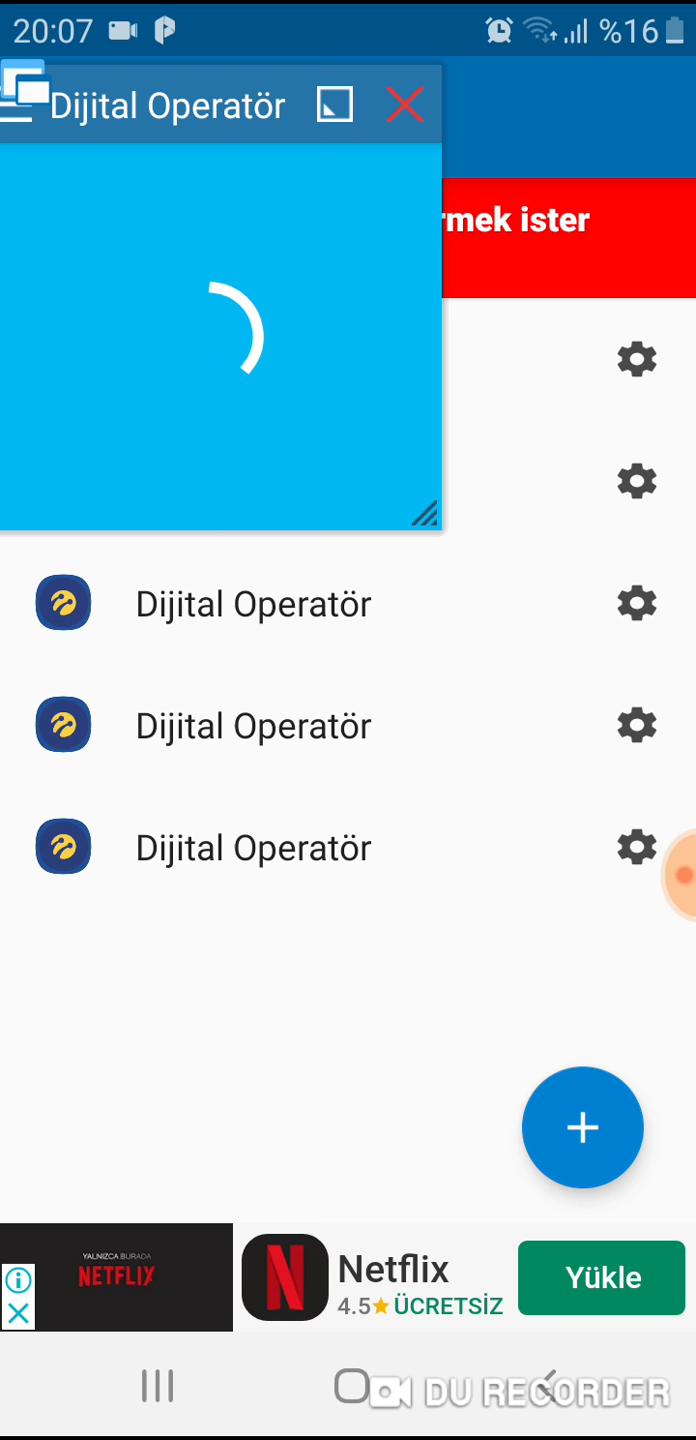 20:07
%16
Dijital Operatör
rmek ister
Dijital Operatör
Dijital Operatör
Dijital Operatör
YALNIZCA BURADA
NETFLIX
Netflix
4.5★ ÜCRETSİZ
Yükle
DU RECORDER